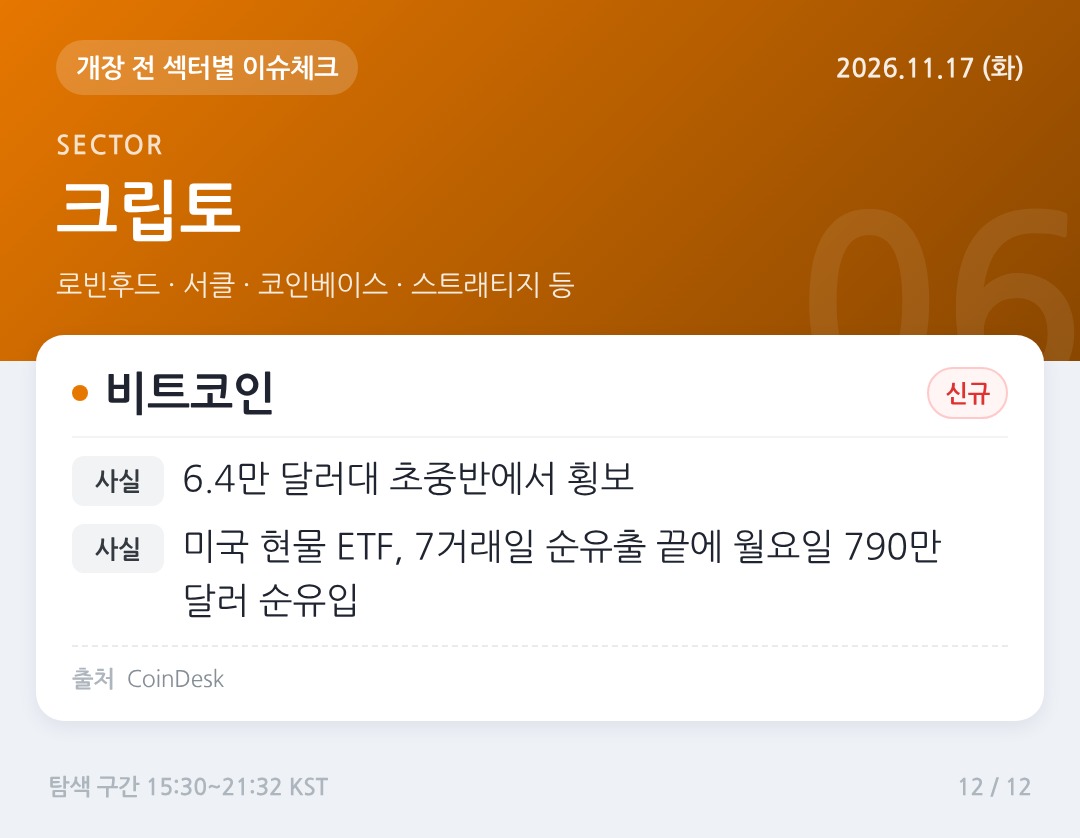 개장 전 섹터별 이슈체크
2026.11.17 (화)
SECTOR
크립토
로빈후드 · 서클 · 코인베이스 · 스트래티지 등
06
• 비트코인
신규
사실 6.4만 달러대 초중반에서 횡보
사실 미국 현물 ETF, 7거래일 순유출 끝에 월요일 790만
달러 순유입
출처 CoinDesk
탐색 구간 15:30~21:32 KST
12 / 12